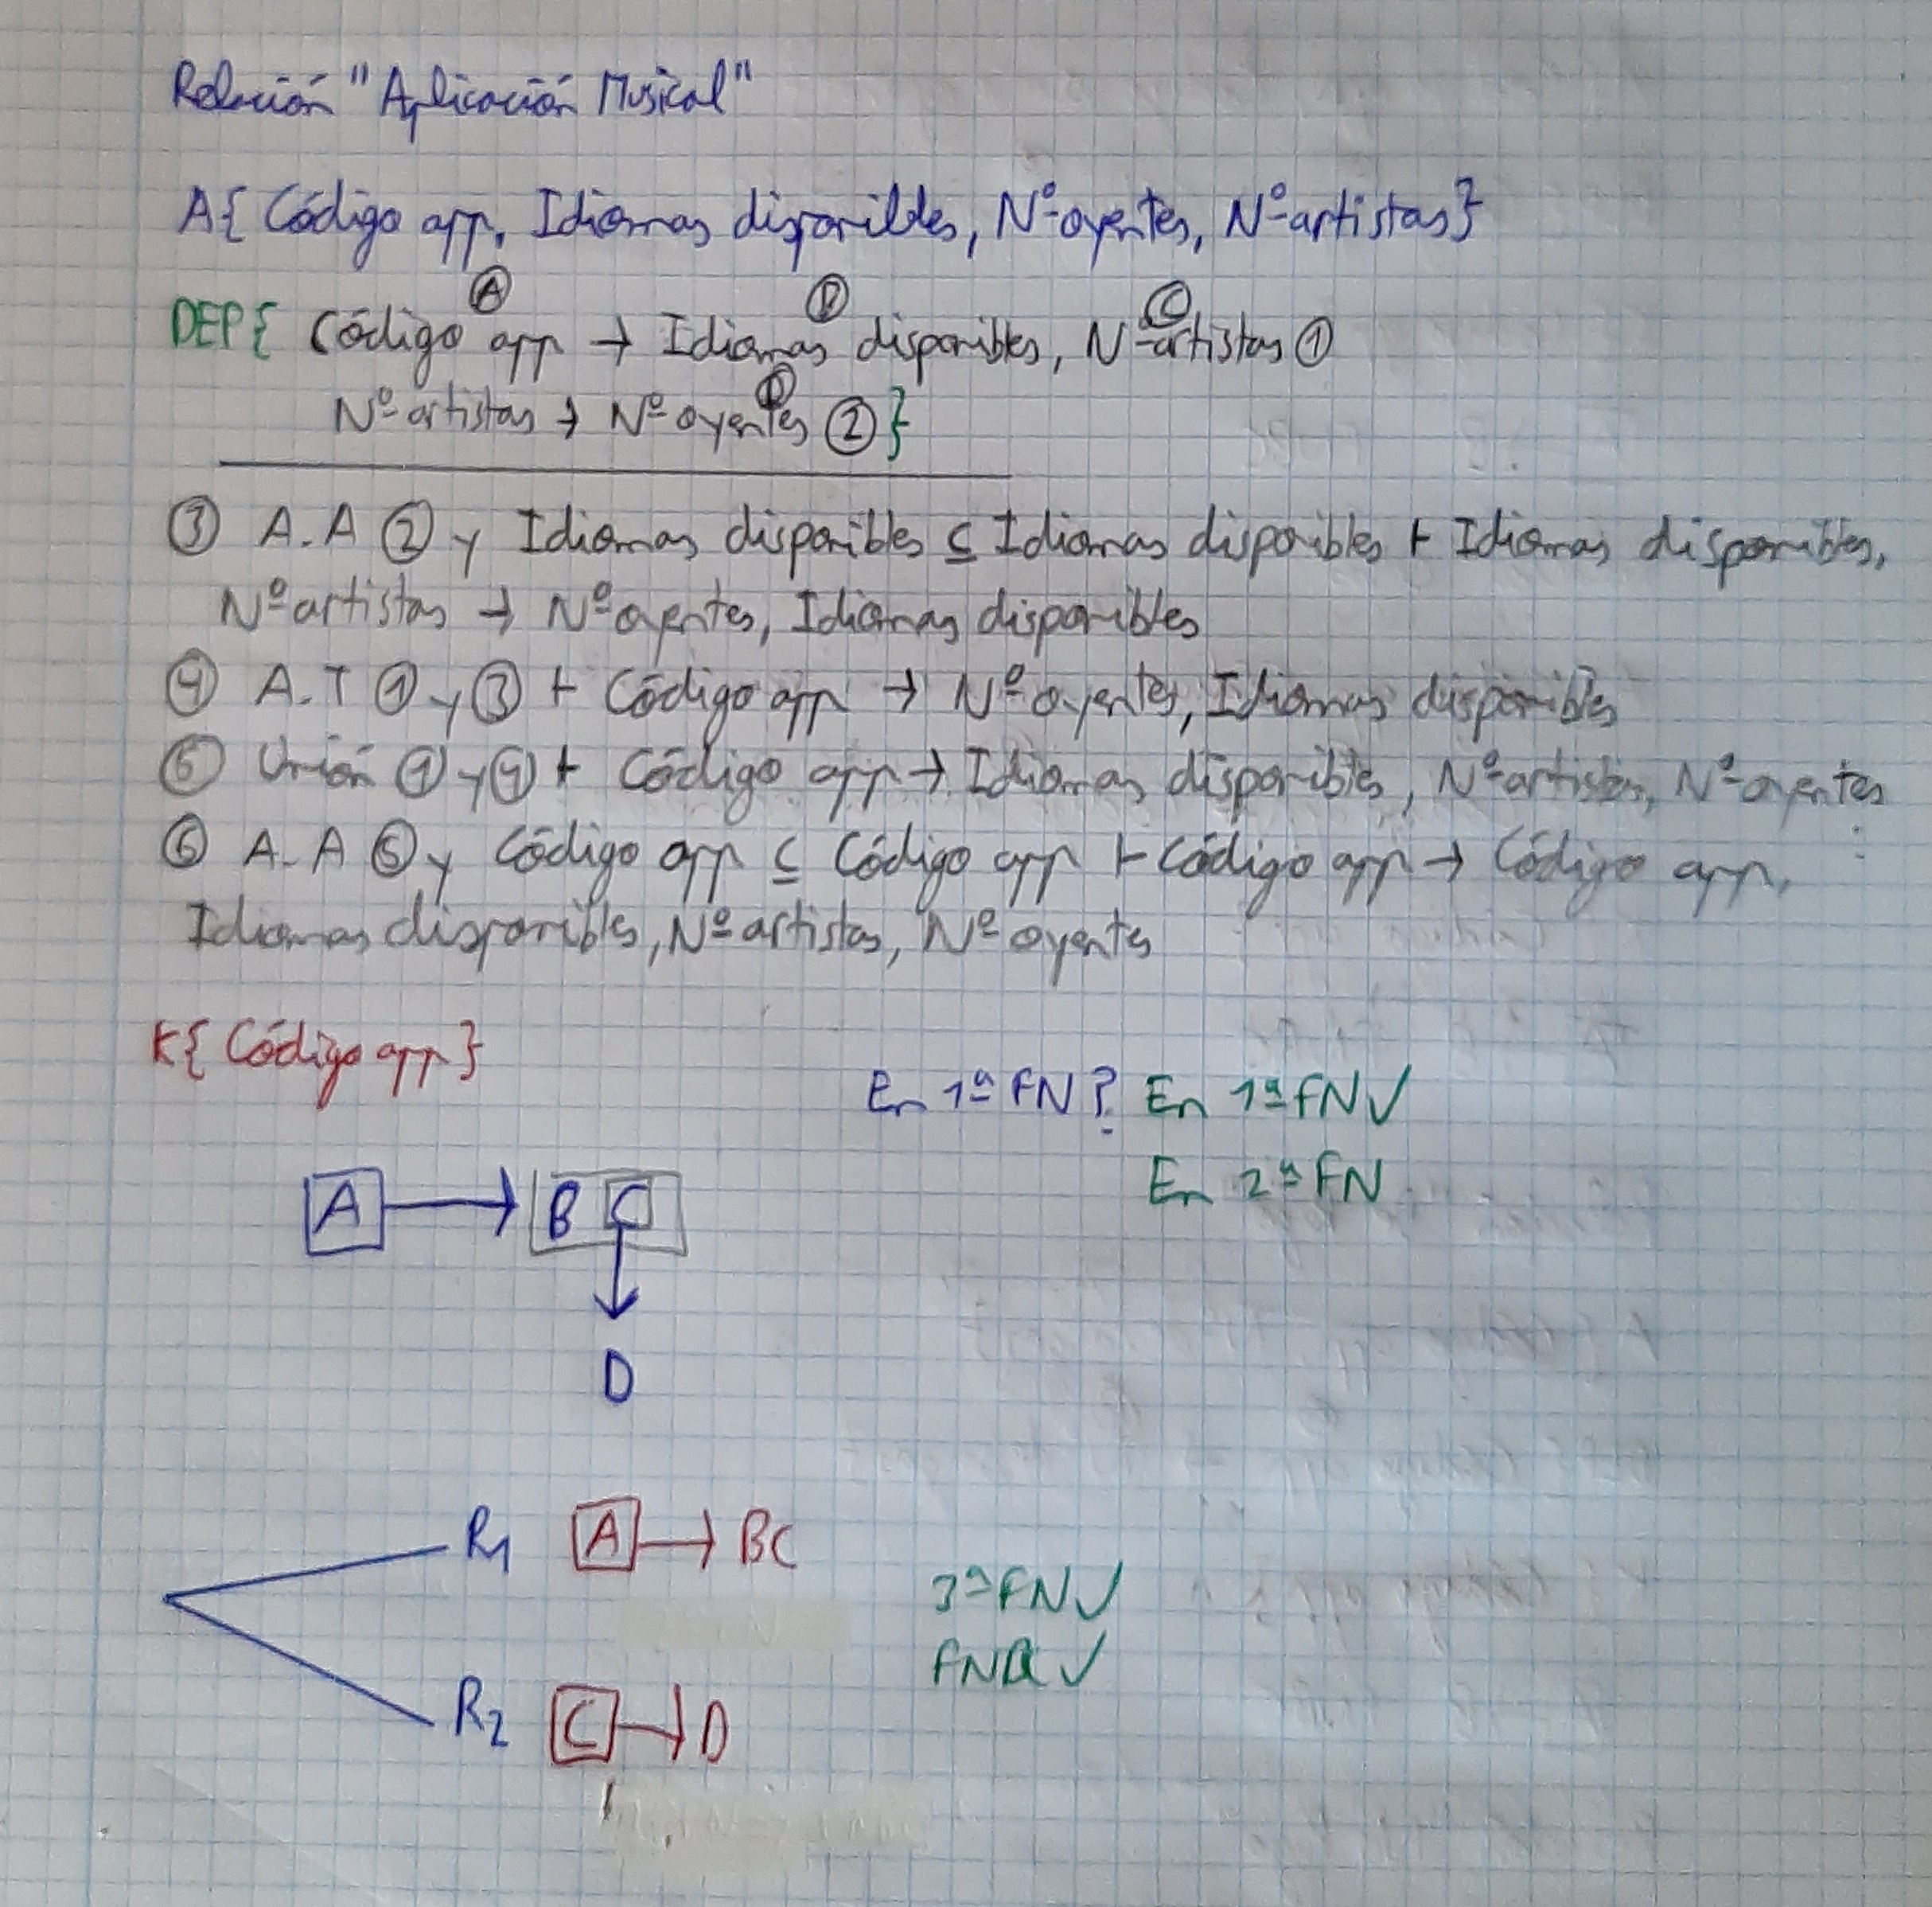 Relación "Aplicación Musical"
A{ Código app, Idiomas disponibles, Nº oyentes, Nº artistas}
A B C
DEP{ Código app → Idiomas disponibles, Nº artistas ①
D
Nº artistas → Nº oyentes ② }
③ A.A ② y Idiomas disponibles ⊆ Idiomas disponibles ⊢ Idiomas disponibles,
Nº artistas → Nº oyentes, Idiomas disponibles
④ A.T ① y ③ ⊢ Código app → Nº oyentes, Idiomas disponibles
⑤ Unión ① y ④ ⊢ Código app → Idiomas disponibles, Nº artistas, Nº oyentes
⑥ A.A ⑤ y Código app ⊆ Código app ⊢ Código app → Código app,
Idiomas disponibles, Nº artistas, Nº oyentes
K{ Código app }
En 1ª FN? En 1ª FN ✓
En 2ª FN
A → B C
↓
D
R1 A → BC
3ª FN ✓
FNBC ✓
R2 C → D